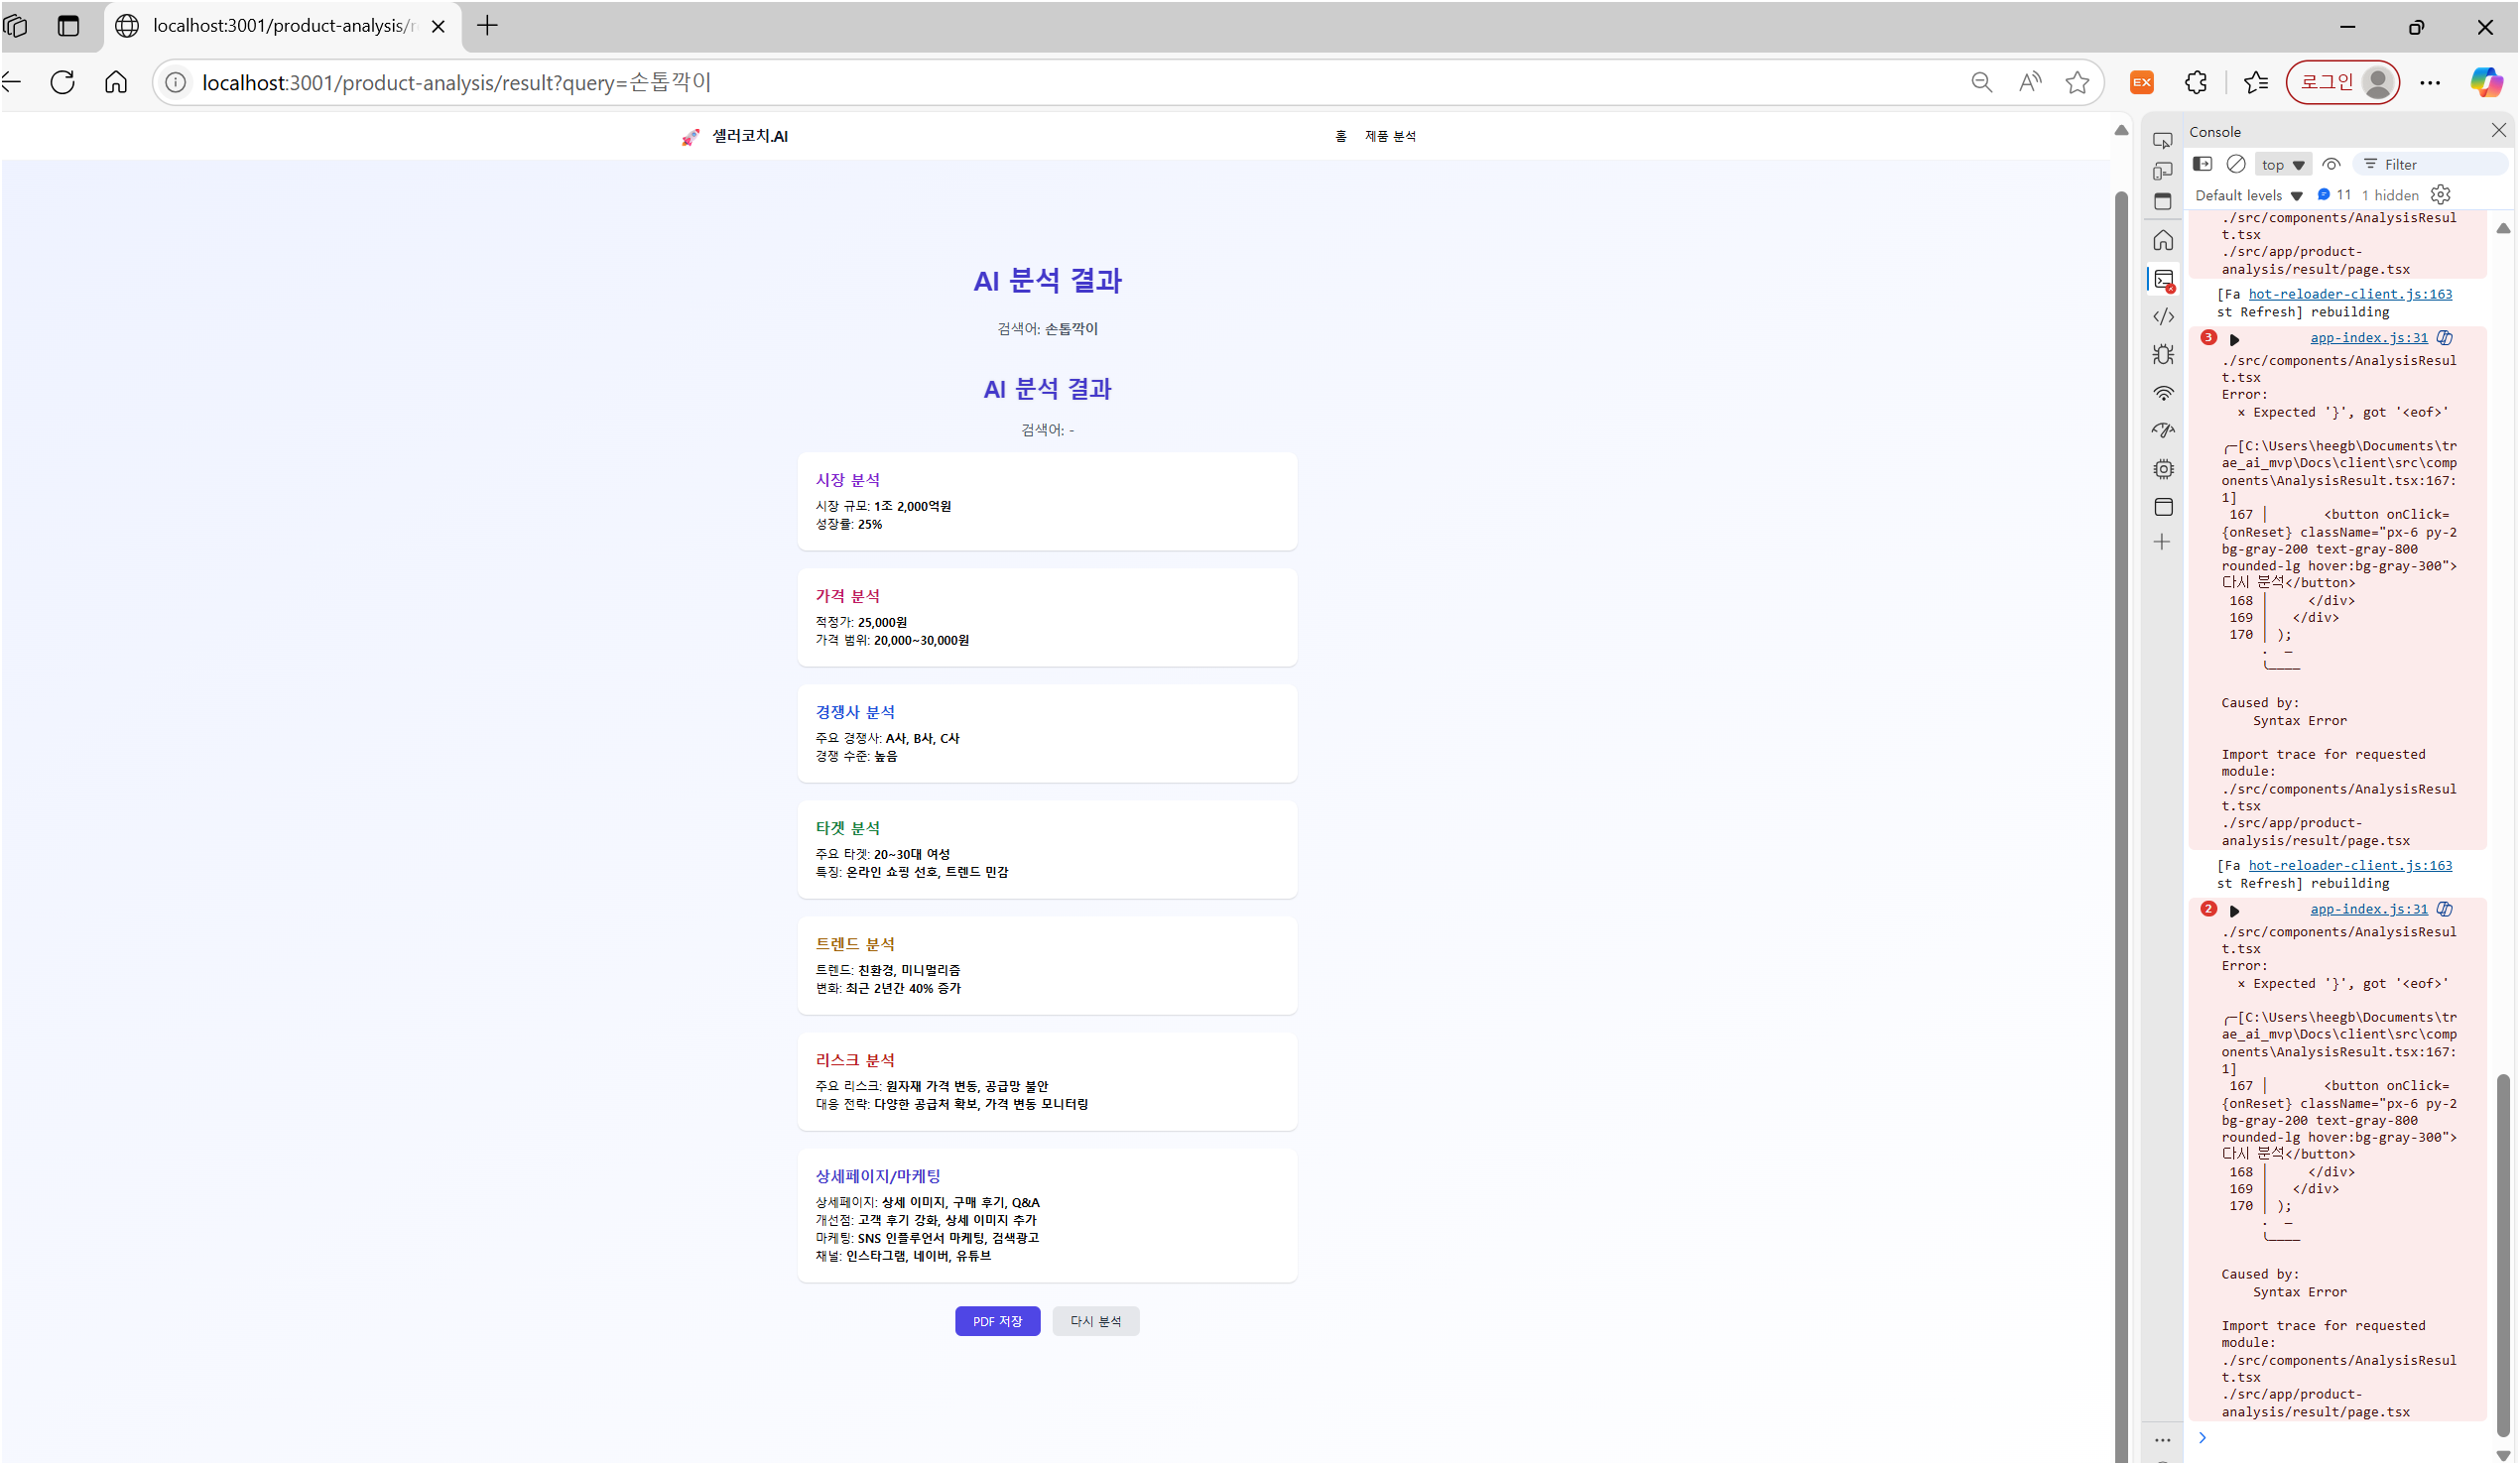 localhost:3001/product-analysis/r
localhost:3001/product-analysis/result?query=손톱깍이
EX
로그인
🚀 셀러코치.AI
홈
제품 분석
AI 분석 결과
검색어: 손톱깍이
AI 분석 결과
검색어: -
시장 분석
시장 규모: 1조 2,000억원
성장률: 25%
가격 분석
적정가: 25,000원
가격 범위: 20,000~30,000원
경쟁사 분석
주요 경쟁사: A사, B사, C사
경쟁 수준: 높음
타겟 분석
주요 타겟: 20~30대 여성
특징: 온라인 쇼핑 선호, 트렌드 민감
트렌드 분석
트렌드: 친환경, 미니멀리즘
변화: 최근 2년간 40% 증가
리스크 분석
주요 리스크: 원자재 가격 변동, 공급망 불안
대응 전략: 다양한 공급처 확보, 가격 변동 모니터링
상세페이지/마케팅
상세페이지: 상세 이미지, 구매 후기, Q&A
개선점: 고객 후기 강화, 상세 이미지 추가
마케팅: SNS 인플루언서 마케팅, 검색광고
채널: 인스타그램, 네이버, 유튜브
PDF 저장
다시 분석
Console
top
Filter
Default levels
11
1 hidden
./src/components/AnalysisResul
t.tsx
./src/app/product-
analysis/result/page.tsx
[Fa hot-reloader-client.js:163
st Refresh] rebuilding
3
app-index.js:31
./src/components/AnalysisResul
t.tsx
Error:
× Expected '}', got '<eof>'
╭─[C:\Users\heegb\Documents\tr
ae_ai_mvp\Docs\client\src\comp
onents\AnalysisResult.tsx:167:
1]
167 │ <button onClick=
{onReset} className="px-6 py-2
bg-gray-200 text-gray-800
rounded-lg hover:bg-gray-300">
다시 분석</button>
168 │ </div>
169 │ </div>
170 │ );
Caused by:
Syntax Error
Import trace for requested
module:
./src/components/AnalysisResul
t.tsx
./src/app/product-
analysis/result/page.tsx
[Fa hot-reloader-client.js:163
st Refresh] rebuilding
2
app-index.js:31
./src/components/AnalysisResul
t.tsx
Error:
× Expected '}', got '<eof>'
╭─[C:\Users\heegb\Documents\tr
ae_ai_mvp\Docs\client\src\comp
onents\AnalysisResult.tsx:167:
1]
167 │ <button onClick=
{onReset} className="px-6 py-2
bg-gray-200 text-gray-800
rounded-lg hover:bg-gray-300">
다시 분석</button>
168 │ </div>
169 │ </div>
170 │ );
Caused by:
Syntax Error
Import trace for requested
module:
./src/components/AnalysisResul
t.tsx
./src/app/product-
analysis/result/page.tsx